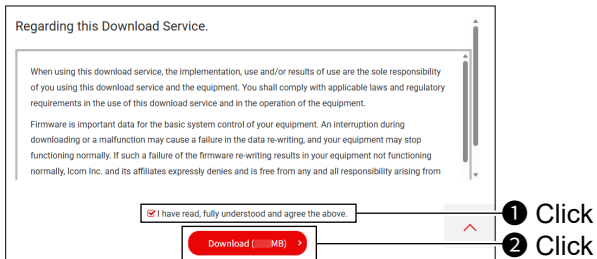 Regarding this Download Service.
When using this download service, the implementation, use and/or results of use are the sole responsibility
of you using this download service and the equipment. You shall comply with applicable laws and regulatory
requirements in the use of this download service and in the operation of the equipment.
Firmware is important data for the basic system control of your equipment. An interruption during
downloading or a malfunction may cause a failure in the data re-writing, and your equipment may stop
functioning normally. If such a failure of the firmware re-writing results in your equipment not functioning
normally, Icom Inc. and its affiliates expressly denies and is free from any and all responsibility arising from
I have read, fully understood and agree the above.
❶ Click
Download ( MB) >
❷ Click